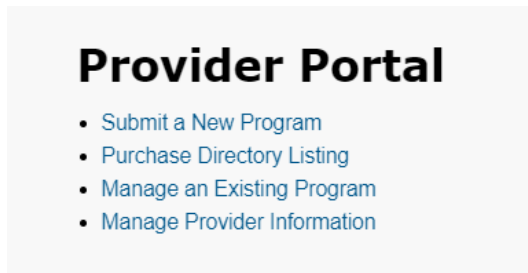 Provider Portal
Submit a New Program
Purchase Directory Listing
Manage an Existing Program
Manage Provider Information